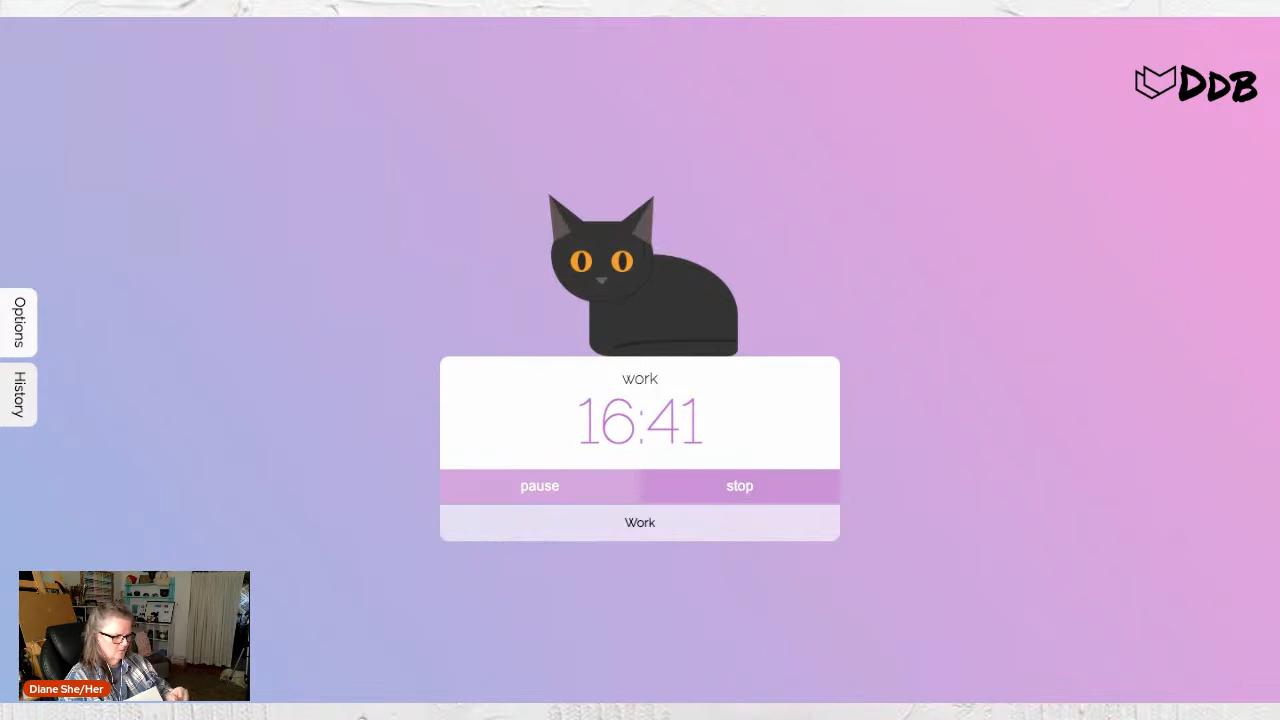 DDB
Options
History
work
16:41
pause
stop
Work
Diane She/Her